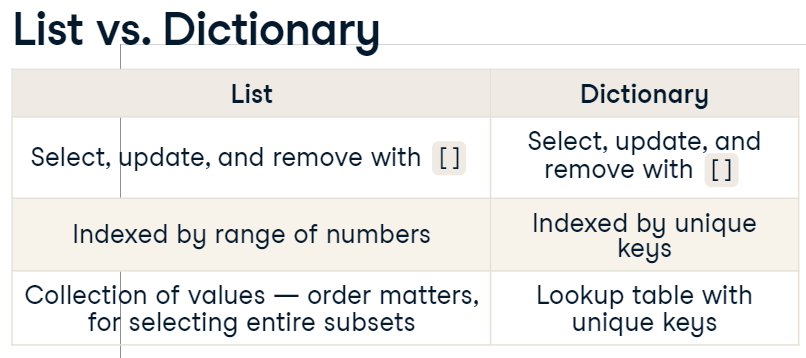 List vs. Dictionary
List
Dictionary
Select, update, and remove with []
Select, update, and
remove with []
Indexed by range of numbers
Indexed by unique
keys
Collection of values — order matters,
for selecting entire subsets
Lookup table with
unique keys